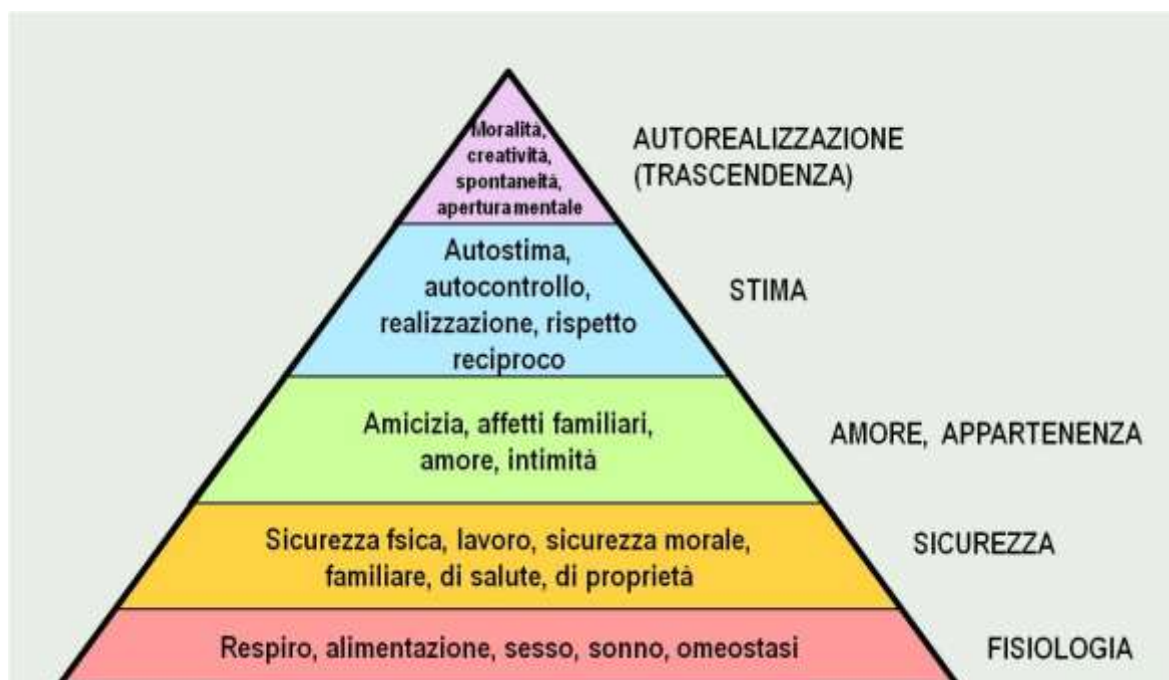 Moralità,
creatività,
spontaneità,
apertura mentale
AUTOREALIZZAZIONE
(TRASCENDENZA)
Autostima,
autocontrollo,
realizzazione, rispetto
reciproco
STIMA
Amicizia, affetti familiari,
amore, intimità
AMORE, APPARTENENZA
Sicurezza fsica, lavoro, sicurezza morale,
familiare, di salute, di proprietà
SICUREZZA
Respiro, alimentazione, sesso, sonno, omeostasi
FISIOLOGIA